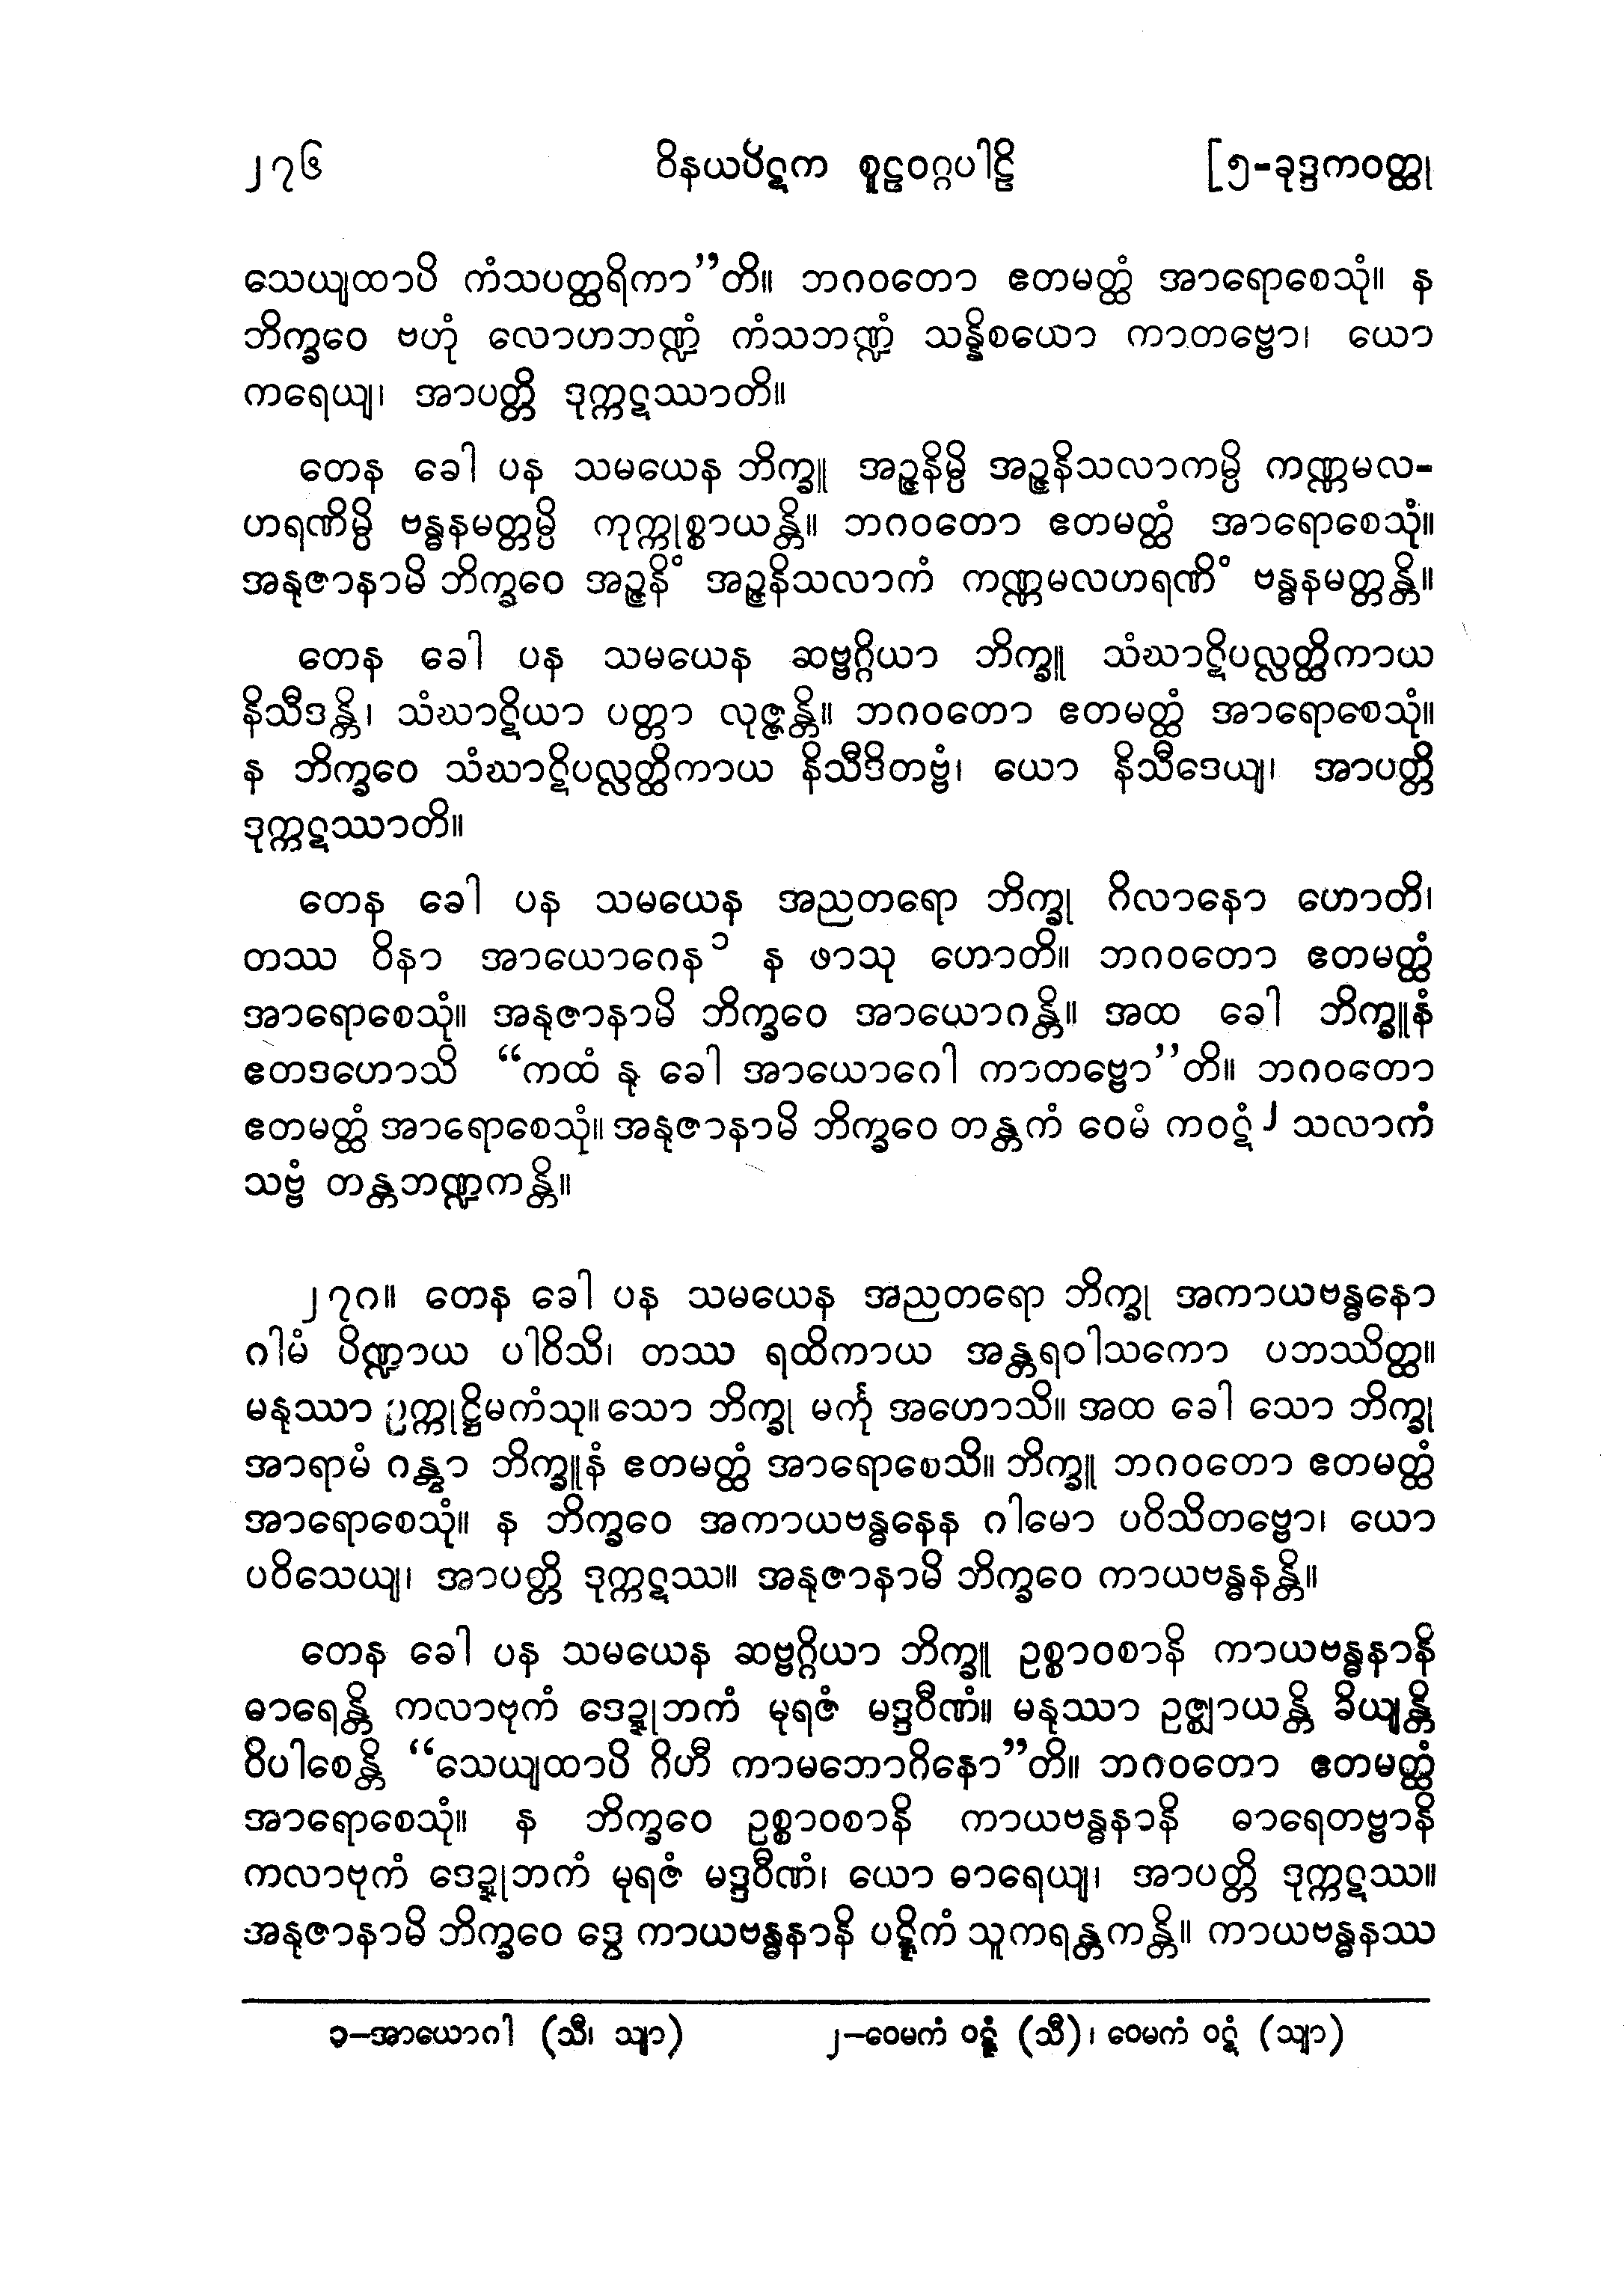 ၂၇၆ ဝိနယပိဋက စူဠဝဂ္ဂပါဠိ [၅-ခုဒ္ဒကဝတ္ထု
သေယျထာပိ ကံသပတ္ထရိကာ”တိ။ ဘဂဝတော ဧတမတ္ထံ အာရောစေသုံ။ န
ဘိက္ခဝေ ဗဟုံ လောဟဘဏ္ဍံ ကံသဘဏ္ဍံ သန္နိစယော ကာတဗ္ဗော၊ ယော
ကရေယျ၊ အာပတ္တိ ဒုက္ကဋဿာတိ။
တေန ခေါ ပန သမယေန ဘိက္ခူ အဉ္ဇနိမ္ပိ အဉ္ဇနိသလာကမ္ပိ ကဏ္ဏမလ-
ဟရဏိမ္ပိ ဗန္ဓနမတ္တမ္ပိ ကုက္ကုစ္စာယန္တိ။ ဘဂဝတော ဧတမတ္ထံ အာရောစေသုံ။
အနုဇာနာမိ ဘိက္ခဝေ အဉ္ဇနိံ အဉ္ဇနိသလာကံ ကဏ္ဏမလဟရဏိံ ဗန္ဓနမတ္တန္တိ။
တေန ခေါ ပန သမယေန ဆဗ္ဗဂ္ဂိယာ ဘိက္ခူ သံဃာဋိပလ္လတ္ထိကာယ
နိသီဒန္တိ၊ သံဃာဋိယာ ပတ္တာ လုဇ္ဇန္တိ။ ဘဂဝတော ဧတမတ္ထံ အာရောစေသုံ။
န ဘိက္ခဝေ သံဃာဋိပလ္လတ္ထိကာယ နိသီဒိတဗ္ဗံ၊ ယော နိသီဒေယျ၊ အာပတ္တိ
ဒုက္ကဋဿာတိ။
တေန ခေါ ပန သမယေန အညတရော ဘိက္ခု ဂိလာနော ဟောတိ၊
တဿ ဝိနာ အာယောဂေန၁ န ဖာသု ဟောတိ။ ဘဂဝတော ဧတမတ္ထံ
အာရောစေသုံ။ အနုဇာနာမိ ဘိက္ခဝေ အာယောဂန္တိ။ အထ ခေါ ဘိက္ခူနံ
ဧတဒဟောသိ “ကထံ နု ခေါ အာယောဂေါ ကာတဗ္ဗော”တိ။ ဘဂဝတော
ဧတမတ္ထံ အာရောစေသုံ။ အနုဇာနာမိ ဘိက္ခဝေ တန္တကံ ဝေမံ ကဝဋံ၂ သလာကံ
သဗ္ဗံ တန္တဘဏ္ဍကန္တိ။
၂၇၈။ တေန ခေါ ပန သမယေန အညတရော ဘိက္ခု အကာယဗန္ဓနော
ဂါမံ ပိဏ္ဍာယ ပါဝိသိ၊ တဿ ရထိကာယ အန္တရဝါသကော ပဘဿိတ္ထ။
မနုဿာ ဥက္ကုဋ္ဌိမကံသု။ သော ဘိက္ခု မင်္ကု အဟောသိ။ အထ ခေါ သော ဘိက္ခု
အာရာမံ ဂန္တွာ ဘိက္ခူနံ ဧတမတ္ထံ အာရောစေသိ။ ဘိက္ခူ ဘဂဝတော ဧတမတ္ထံ
အာရောစေသုံ။ န ဘိက္ခဝေ အကာယဗန္ဓနေန ဂါမော ပဝိသိတဗ္ဗော၊ ယော
ပဝိသေယျ၊ အာပတ္တိ ဒုက္ကဋဿ။ အနုဇာနာမိ ဘိက္ခဝေ ကာယဗန္ဓနန္တိ။
တေန ခေါ ပန သမယေန ဆဗ္ဗဂ္ဂိယာ ဘိက္ခူ ဥစ္စာဝစာနိ ကာယဗန္ဓနာနိ
ဓာရေန္တိ ကလာဗုကံ ဒေဍ္ဍုဘကံ မုရဇံ မဒ္ဒဝီဏံ။ မနုဿာ ဥဇ္ဈာယန္တိ ခိယျန္တိ
ဝိပါစေန္တိ “သေယျထာပိ ဂိဟီ ကာမဘောဂိနော”တိ။ ဘဂဝတော ဧတမတ္ထံ
အာရောစေသုံ။ န ဘိက္ခဝေ ဥစ္စာဝစာနိ ကာယဗန္ဓနာနိ ဓာရေတဗ္ဗာနိ
ကလာဗုကံ ဒေဍ္ဍုဘကံ မုရဇံ မဒ္ဒဝီဏံ၊ ယော ဓာရေယျ၊ အာပတ္တိ ဒုက္ကဋဿ။
အနုဇာနာမိ ဘိက္ခဝေ ဒွေ ကာယဗန္ဓနာနိ ပဋ္ဋိကံ သူကရန္တကန္တိ။ ကာယဗန္ဓနဿ
၁-အာယောဂါ (သီ၊ သျာ) ၂-ဝေမကံ ဝဋ္ဋံ (သီ)၊ ဝေမကံ ဝဋံ (သျာ)